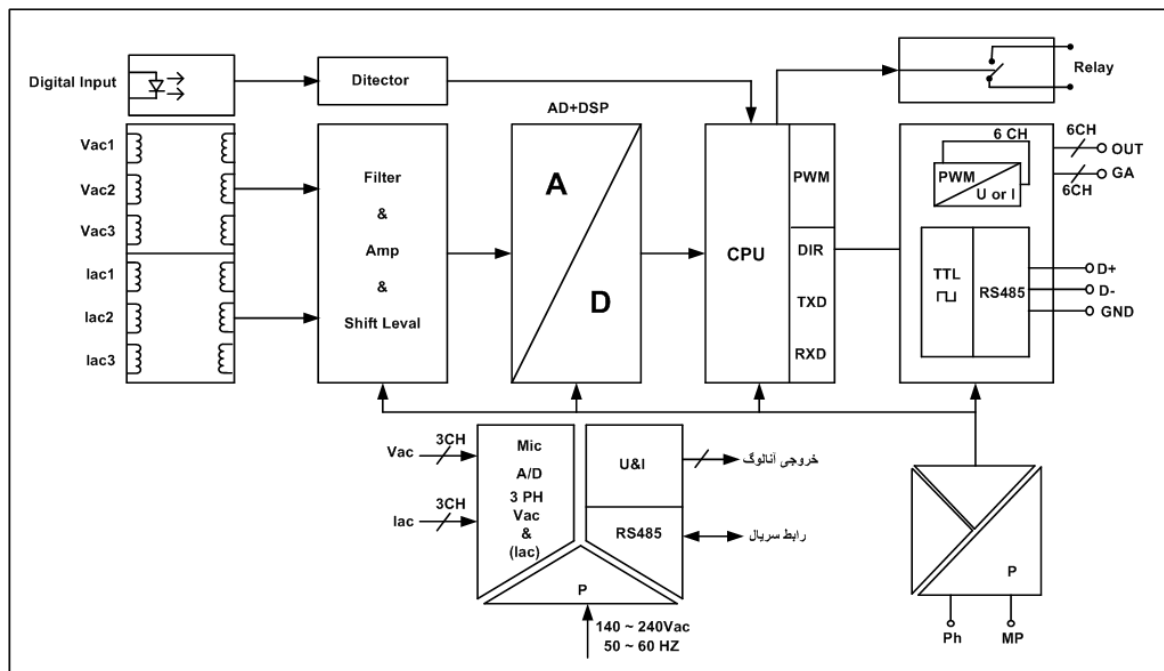 Digital Input
Ditector
Relay
AD+DSP
Vac1
Vac2
Vac3
Iac1
Iac2
Iac3
Filter
&
Amp
&
Shift Leval
A
D
CPU
PWM
DIR
TXD
RXD
6 CH
PWM
U or I
6CH
OUT
GA
6CH
TTL
RS485
D+
D-
GND
Vac
3CH
Iac
3CH
Mic
A/D
3 PH
Vac
&
(Iac)
U&I
خروجی آنالوگ
RS485
رابط سریال
P
140 ~ 240Vac
50 ~ 60 HZ
P
Ph
MP